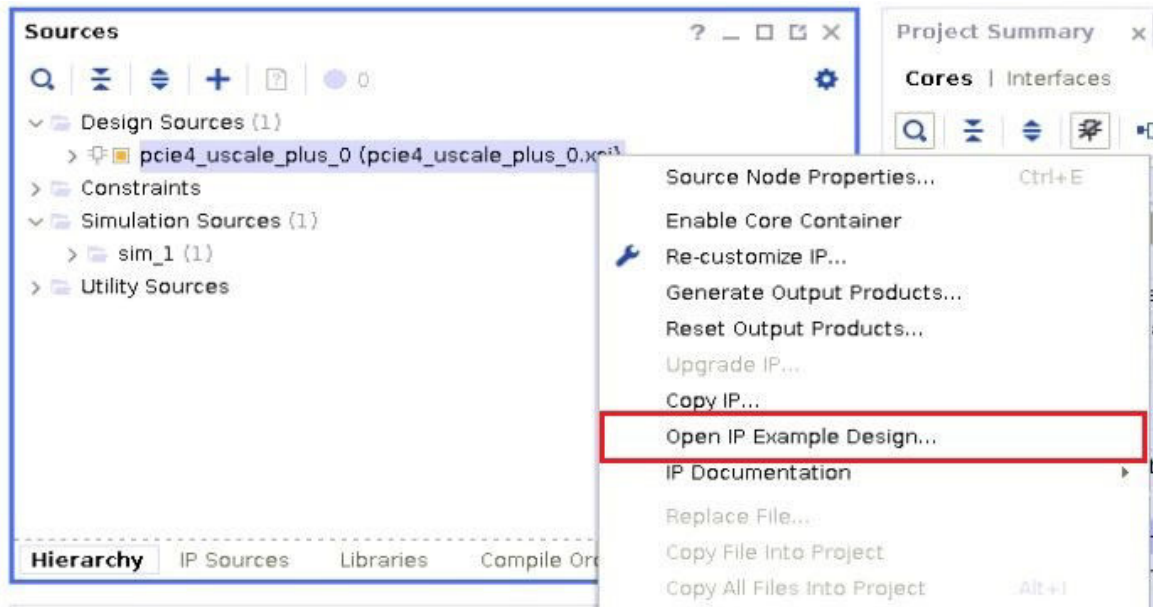 Sources
? _
0
Design Sources (1)
pcie4_uscale_plus_0 (pcie4_uscale_plus_0.xci)
Constraints
Simulation Sources (1)
sim_1 (1)
Utility Sources
Hierarchy
IP Sources
Libraries
Compile Ord
Project Summary
Cores | Interfaces
Source Node Properties... Ctrl+E
Enable Core Container
Re-customize IP...
Generate Output Products...
Reset Output Products...
Upgrade IP...
Copy IP...
Open IP Example Design...
IP Documentation
Replace File...
Copy File Into Project
Copy All Files Into Project Alt+I